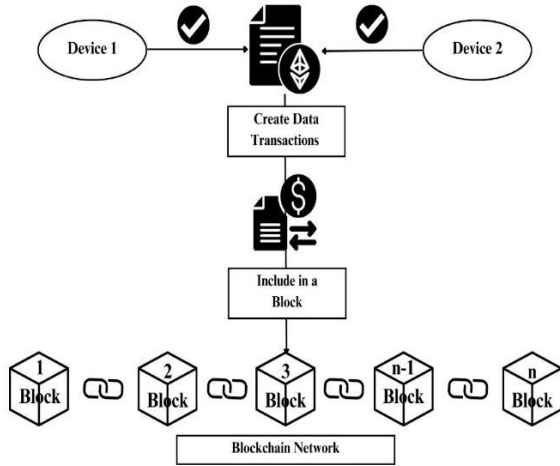 Device 1
Device 2
Create Data
Transactions
$
Include in a
Block
1
Block
2
Block
3
Block
n-1
Block
n
Block
Blockchain Network